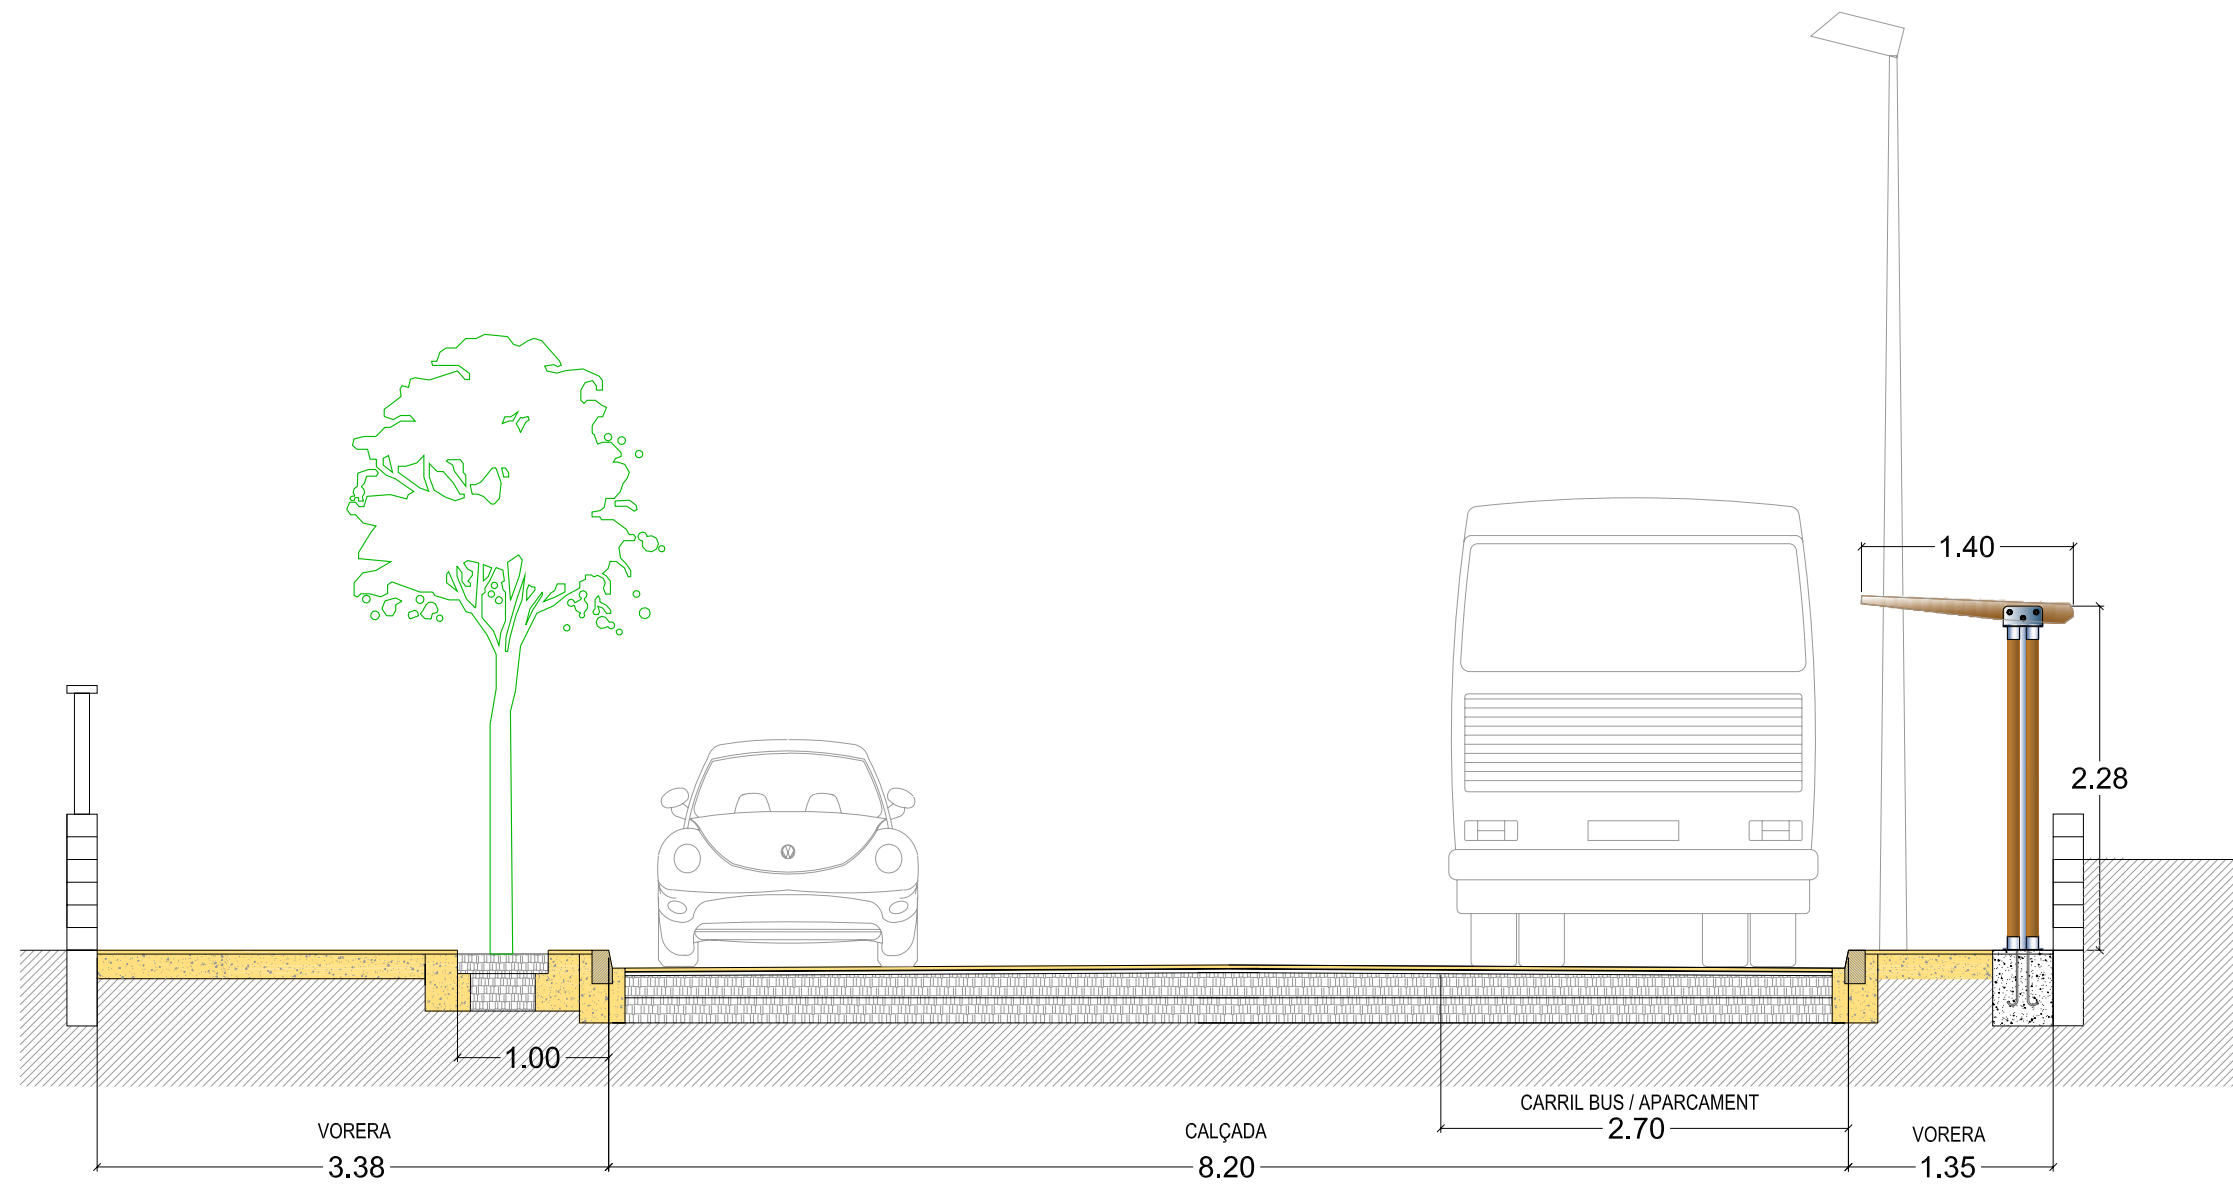 1.40
2.28
1.00
CARRIL BUS / APARCAMENT
2.70
VORERA
3.38
CALÇADA
8.20
VORERA
1.35